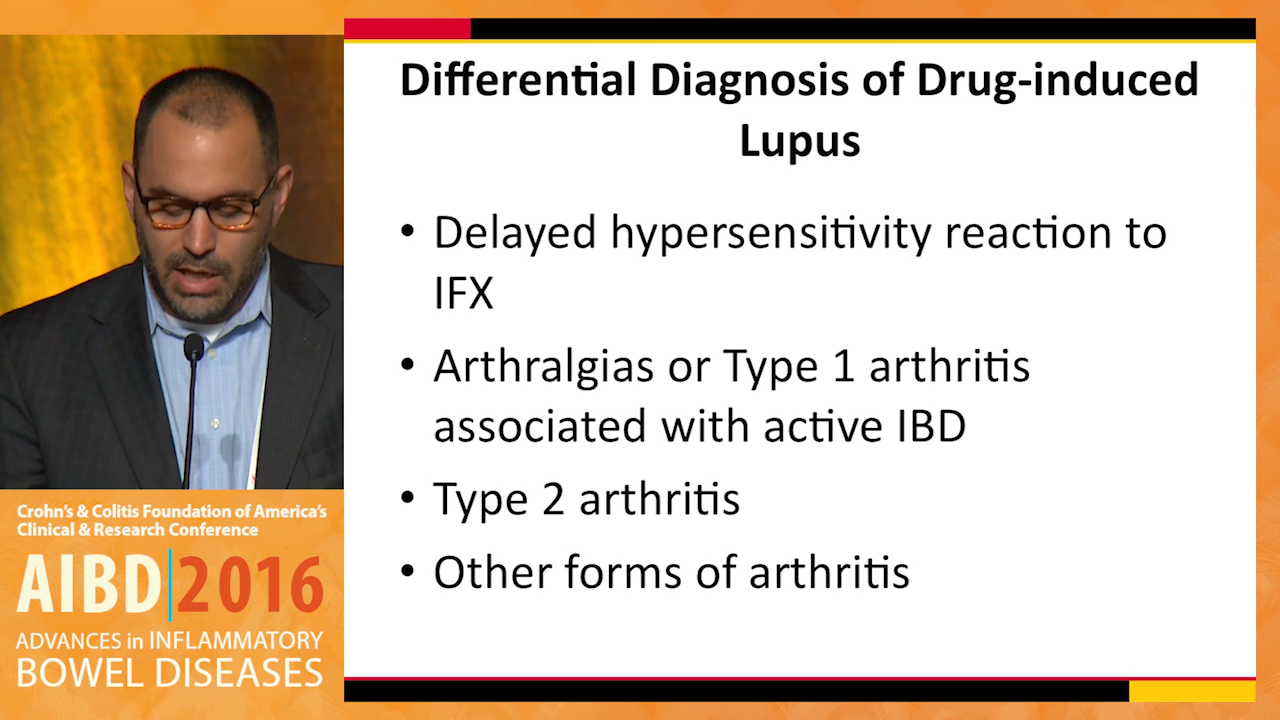 Differential Diagnosis of Drug-induced
Lupus
• Delayed hypersensitivity reaction to
IFX
• Arthralgias or Type 1 arthritis
associated with active IBD
• Type 2 arthritis
• Other forms of arthritis
Crohn's & Colitis Foundation of America's
Clinical & Research Conference
AIBD|2016
ADVANCES in INFLAMMATORY
BOWEL DISEASES